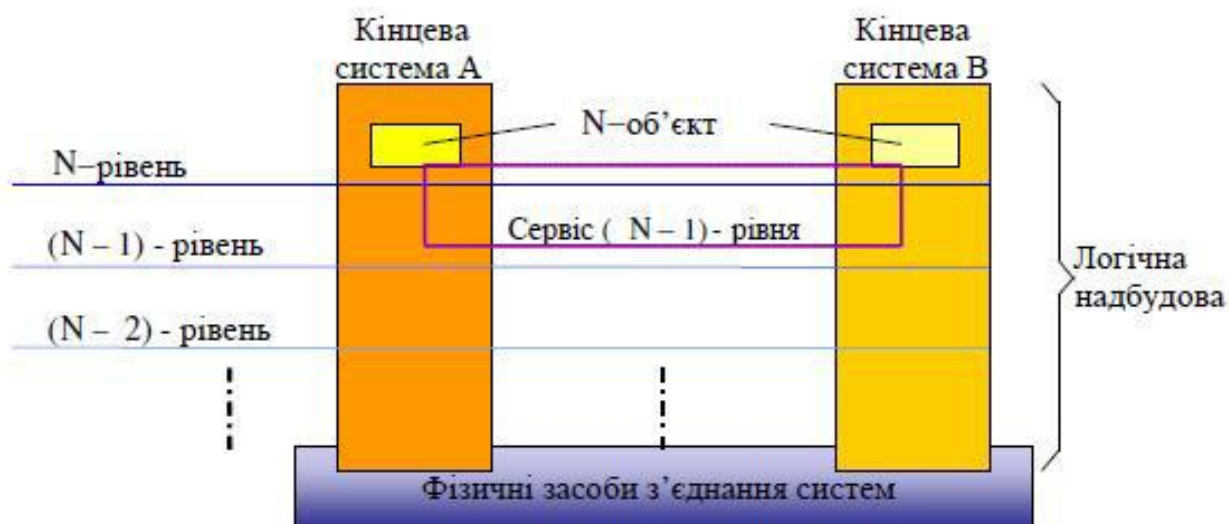 Кінцева
система А
Кінцева
система В
N–об’єкт
N–рівень
Сервіс ( N – 1) - рівня
(N – 1) - рівень
Логічна
надбудова
(N – 2) - рівень
Фізичні засоби з’єднання систем